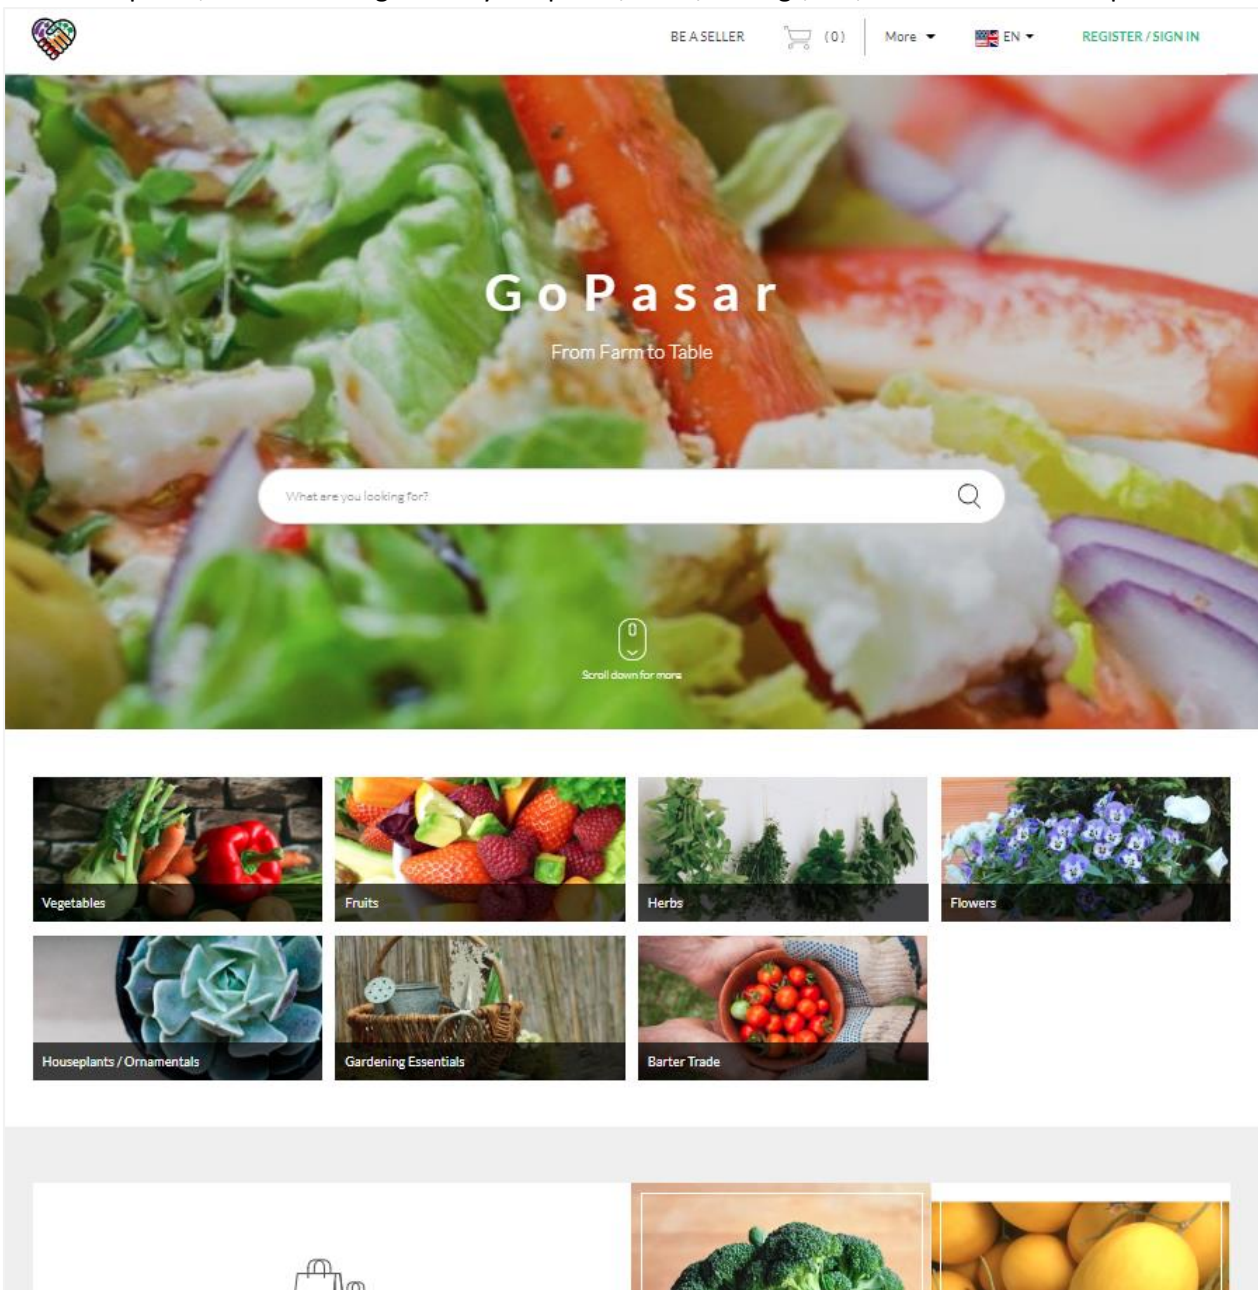 BE A SELLER
(0)
More
EN
REGISTER / SIGN IN
GoPasar
From Farm to Table
What are you looking for?
Scroll down for more
Vegetables
Fruits
Herbs
Flowers
Houseplants / Ornamentals
Gardening Essentials
Barter Trade